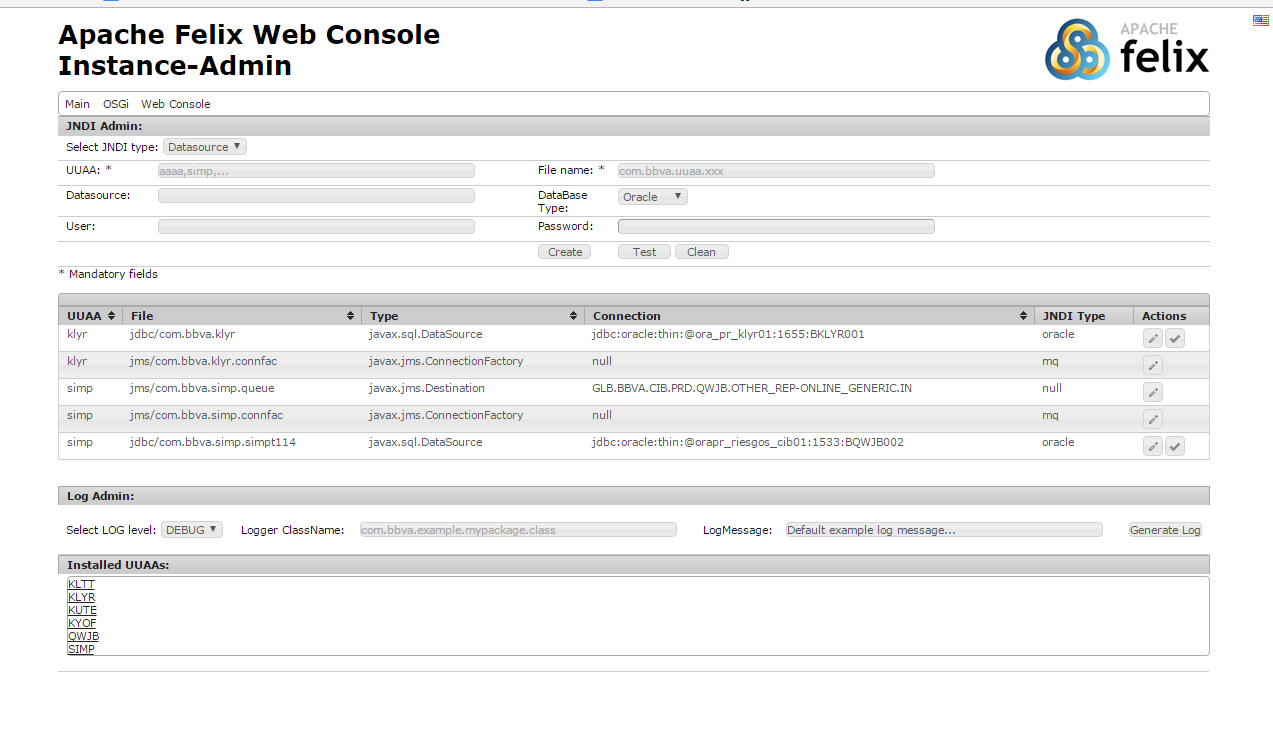 Apache Felix Web Console
Instance-Admin
APACHE
felix
Main OSGi Web Console
JNDI Admin:
Select JNDI type: Datasource
UUAA: * aaaa,simp,... File name: * com.bbva.uuaa.xxx
Datasource: DataBase Type: Oracle
User: Password:
Create Test Clean
* Mandatory fields
UUAA File Type Connection JNDI Type Actions
klyr jdbc/com.bbva.klyr javax.sql.DataSource jdbc:oracle:thin:@ora_pr_klyr01:1655:BKLYR001 oracle
klyr jms/com.bbva.klyr.connfac javax.jms.ConnectionFactory null mq
simp jms/com.bbva.simp.queue javax.jms.Destination GLB.BBVA.CIB.PRD.QWJB.OTHER_REP-ONLINE_GENERIC.IN null
simp jms/com.bbva.simp.connfac javax.jms.ConnectionFactory null mq
simp jdbc/com.bbva.simp.simpt114 javax.sql.DataSource jdbc:oracle:thin:@orapr_riesgos_cib01:1533:BQWJB002 oracle
Log Admin:
Select LOG level: DEBUG Logger ClassName: com.bbva.example.mypackage.class LogMessage: Default example log message... Generate Log
Installed UUAAs:
KLTT
KLYR
KUTE
KYOF
QWJB
SIMP